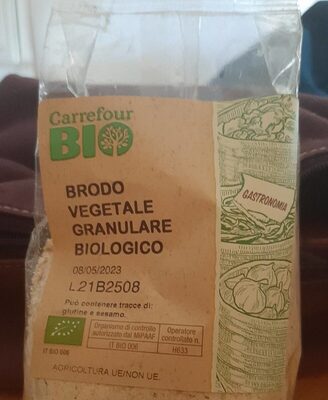 Carrefour
BIO
BRODO
VEGETALE
GRANULARE
BIOLOGICO
08/05/2023
L.21B2508
Può contenere tracce di:
glutine e sesamo.
GASTRONOMIA
Organismo di controllo
autorizzato dal MiPAAF
IT BIO 006
Operatore
controllato n.
H633
IT BIO 006
AGRICOLTURA UE/NON UE.